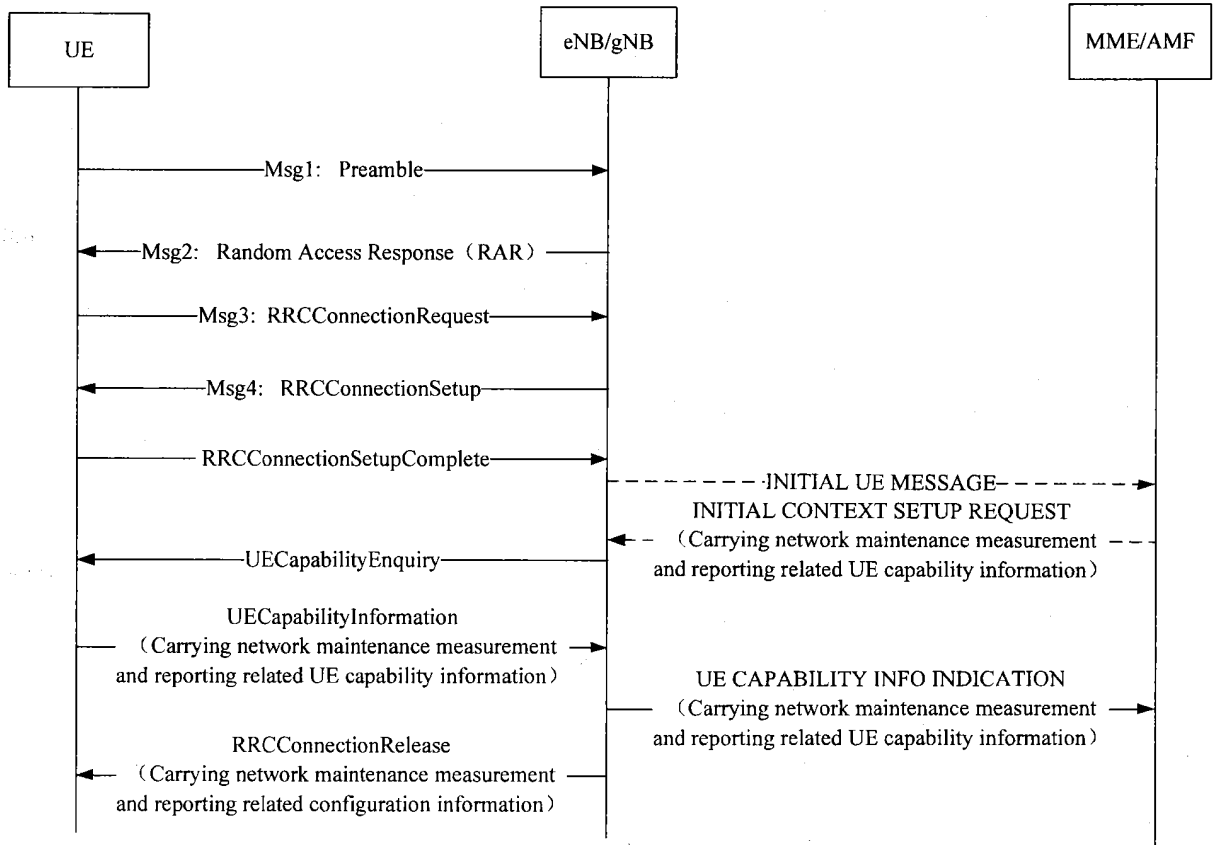 UE
eNB/gNB
MME/AMF
Msg1: Preamble
Msg2: Random Access Response（RAR）
Msg3: RRCConnectionRequest
Msg4: RRCConnectionSetup
RRCConnectionSetupComplete
INITIAL UE MESSAGE
INITIAL CONTEXT SETUP REQUEST
（Carrying network maintenance measurement
and reporting related UE capability information）
UECapabilityEnquiry
UECapabilityInformation
（Carrying network maintenance measurement
and reporting related UE capability information）
UE CAPABILITY INFO INDICATION
（Carrying network maintenance measurement
and reporting related UE capability information）
RRCConnectionRelease
（Carrying network maintenance measurement
and reporting related configuration information）